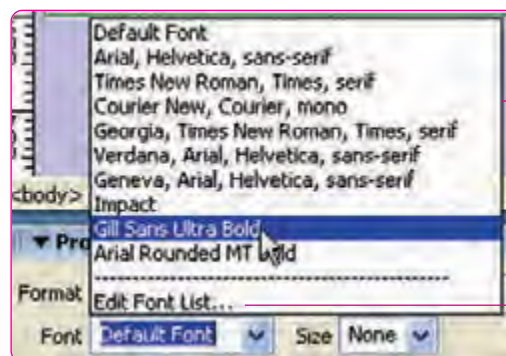 Default Font
Arial, Helvetica, sans-serif
Times New Roman, Times, serif
Courier New, Courier, mono
Georgia, Times New Roman, Times, serif
Verdana, Arial, Helvetica, sans-serif
Geneva, Arial, Helvetica, sans-serif
<body>
Impact
Gill Sans Ultra Bold
Pro
Arial Rounded MT Bold
Format
Edit Font List...
Font Default Font Size None